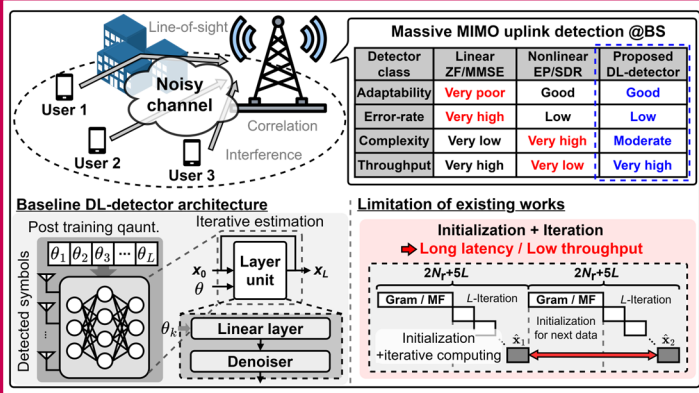 Line-of-sight
User 1
Noisy
channel
User 2
User 3
Correlation
Interference
Massive MIMO uplink detection @BS
Detector class | Linear ZF/MMSE | Nonlinear EP/SDR | Proposed DL-detector
Adaptability | Very poor | Good | Good
Error-rate | Very high | Low | Low
Complexity | Very low | Very high | Moderate
Throughput | Very high | Very low | Very high
Baseline DL-detector architecture
Post training qaunt.
θ₁ θ₂ θ₃ ··· θ_L
Detected symbols
Iterative estimation
x₀
θ
Layer
unit
x_L
θ_k
Linear layer
Denoiser
Limitation of existing works
Initialization + Iteration
➡ Long latency / Low throughput
2N_r+5L 2N_r+5L
Gram / MF L-Iteration Gram / MF L-Iteration
Initialization
for next data
Initialization
+iterative computing
x̂₁ x̂₂